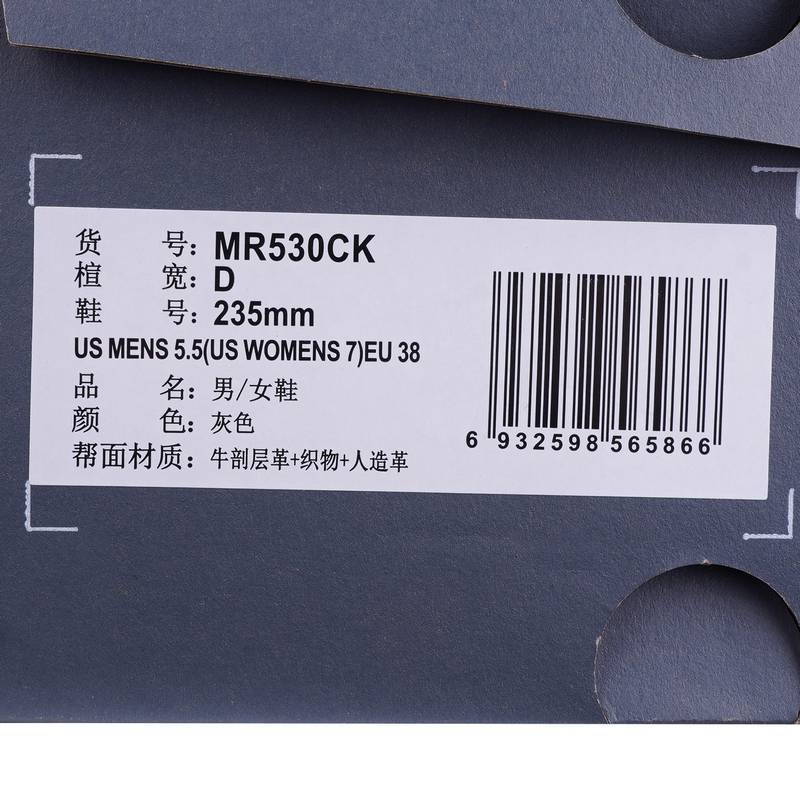 货 号：MR530CK
楦 宽：D
鞋 号：235mm
US MENS 5.5(US WOMENS 7)EU 38
品 名：男/女鞋
颜 色：灰色
帮面材质：牛剖层革+织物+人造革
6 932598 565866